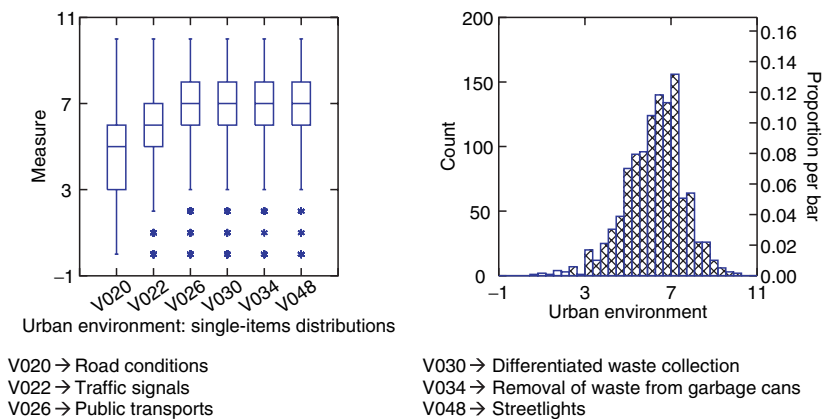 11
7
3
−1
Measure
V020 V022 V026 V030 V034 V048
Urban environment: single-items distributions
200
150
100
50
0
Count
0.16
0.14
0.12
0.10
0.08
0.06
0.04
0.02
0.00
Proportion per bar
−1 3 7 11
Urban environment
V020 → Road conditions
V022 → Traffic signals
V026 → Public transports
V030 → Differentiated waste collection
V034 → Removal of waste from garbage cans
V048 → Streetlights